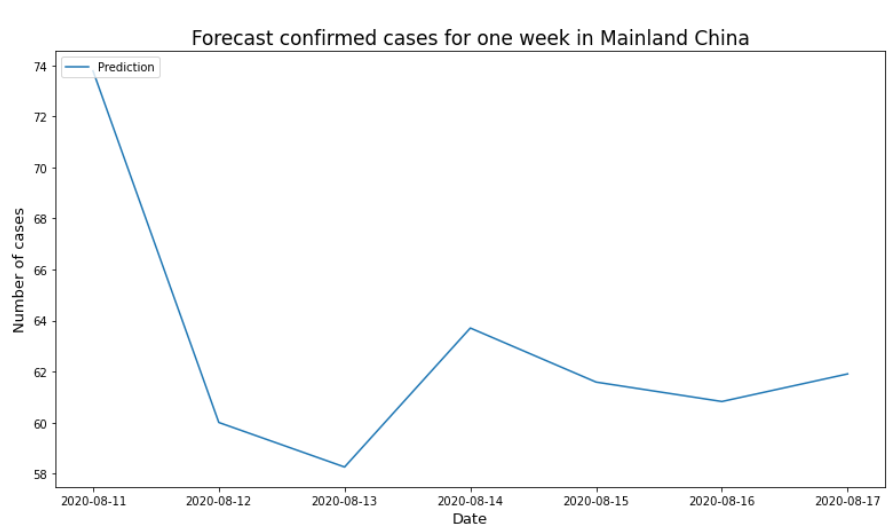 Forecast confirmed cases for one week in Mainland China
Prediction
74
72
70
68
66
64
62
60
58
Number of cases
2020-08-11 2020-08-12 2020-08-13 2020-08-14 2020-08-15 2020-08-16 2020-08-17
Date